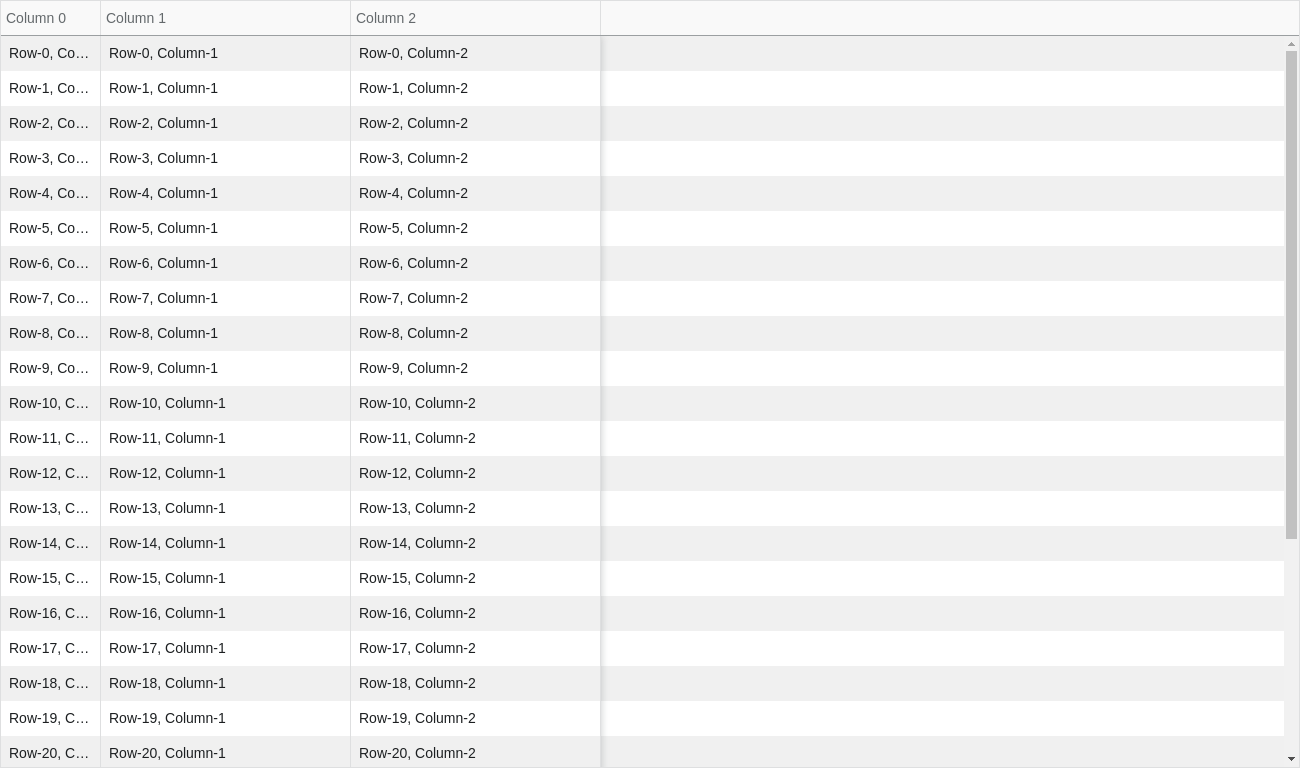 Column 0 Column 1 Column 2
Row-0, Co… Row-0, Column-1 Row-0, Column-2
Row-1, Co… Row-1, Column-1 Row-1, Column-2
Row-2, Co… Row-2, Column-1 Row-2, Column-2
Row-3, Co… Row-3, Column-1 Row-3, Column-2
Row-4, Co… Row-4, Column-1 Row-4, Column-2
Row-5, Co… Row-5, Column-1 Row-5, Column-2
Row-6, Co… Row-6, Column-1 Row-6, Column-2
Row-7, Co… Row-7, Column-1 Row-7, Column-2
Row-8, Co… Row-8, Column-1 Row-8, Column-2
Row-9, Co… Row-9, Column-1 Row-9, Column-2
Row-10, C… Row-10, Column-1 Row-10, Column-2
Row-11, C… Row-11, Column-1 Row-11, Column-2
Row-12, C… Row-12, Column-1 Row-12, Column-2
Row-13, C… Row-13, Column-1 Row-13, Column-2
Row-14, C… Row-14, Column-1 Row-14, Column-2
Row-15, C… Row-15, Column-1 Row-15, Column-2
Row-16, C… Row-16, Column-1 Row-16, Column-2
Row-17, C… Row-17, Column-1 Row-17, Column-2
Row-18, C… Row-18, Column-1 Row-18, Column-2
Row-19, C… Row-19, Column-1 Row-19, Column-2
Row-20, C… Row-20, Column-1 Row-20, Column-2